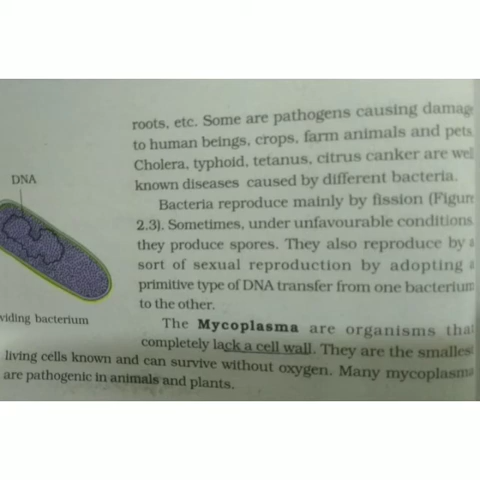 roots, etc. Some are pathogens causing damag
to human beings, crops, farm animals and pets
Cholera, typhoid, tetanus, citrus canker are wel
known diseases caused by different bacteria.
Bacteria reproduce mainly by fission (Figure
2.3). Sometimes, under unfavourable conditions
they produce spores. They also reproduce by a
sort of sexual reproduction by adopting a
primitive type of DNA transfer from one bacterium
to the other.
The Mycoplasma are organisms that
completely lack a cell wall. They are the smallest
living cells known and can survive without oxygen. Many mycoplasma
are pathogenic in animals and plants.
DNA
viding bacterium